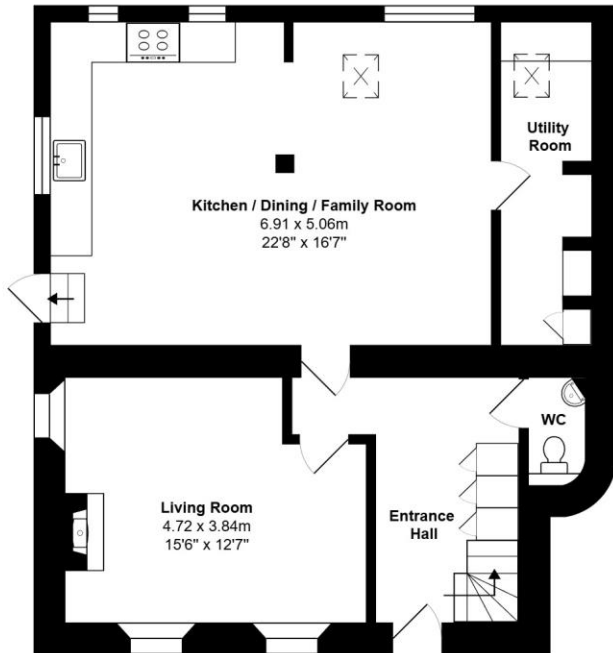 Utility
Room
Kitchen / Dining / Family Room
6.91 x 5.06m
22'8" x 16'7"
WC
Living Room
4.72 x 3.84m
15'6" x 12'7"
Entrance
Hall